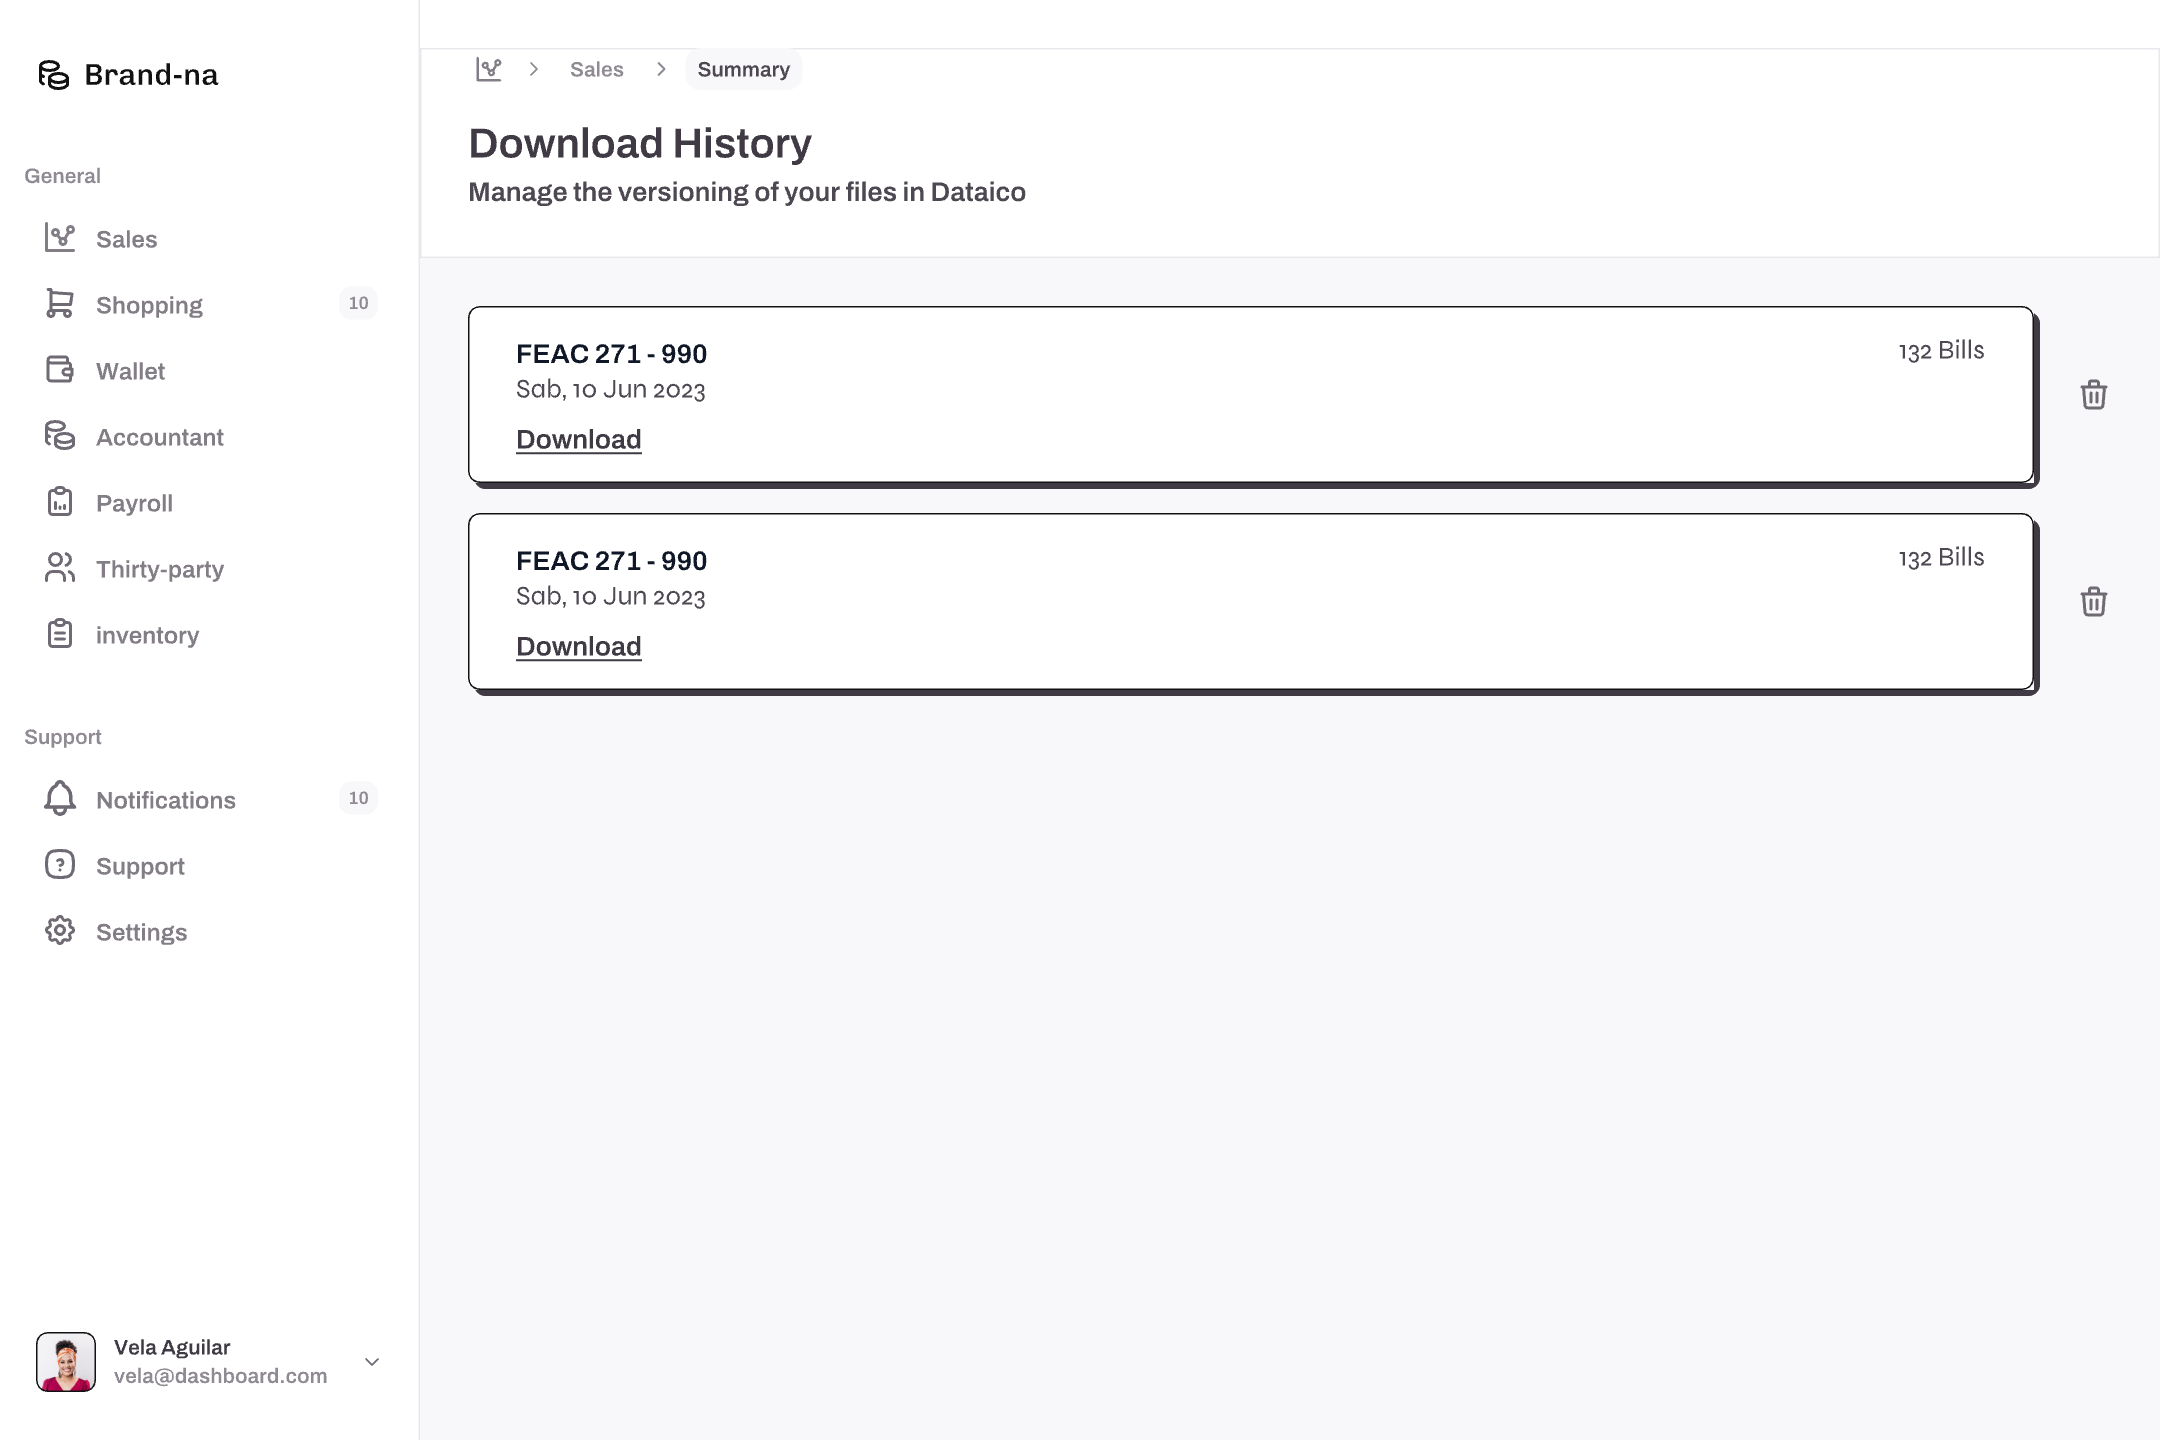 Brand-na
General
Sales
Shopping 10
Wallet
Accountant
Payroll
Thirty-party
inventory
Support
Notifications 10
Support
Settings
Vela Aguilar
vela@dashboard.com
Sales Summary
Download History
Manage the versioning of your files in Dataico
FEAC 271 - 990 132 Bills
Sab, 10 Jun 2023
Download
FEAC 271 - 990 132 Bills
Sab, 10 Jun 2023
Download